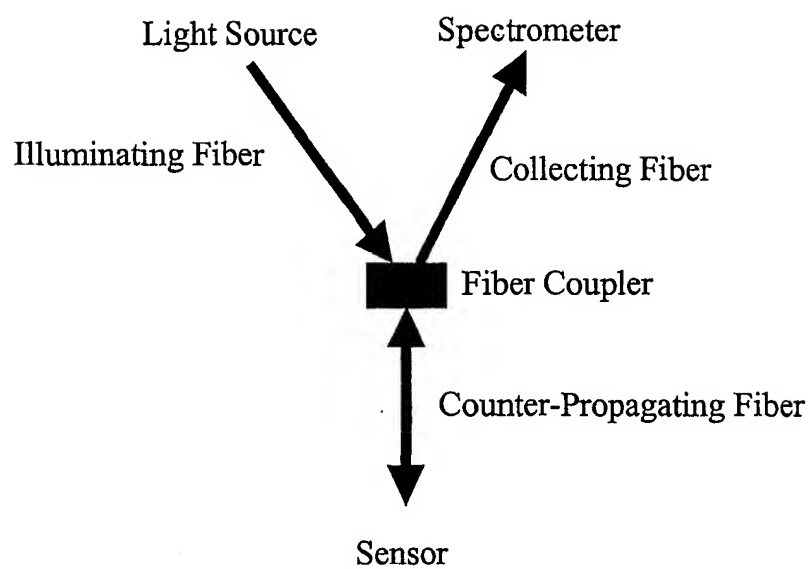 Light Source
Spectrometer
Illuminating Fiber
Collecting Fiber
Fiber Coupler
Counter-Propagating Fiber
Sensor